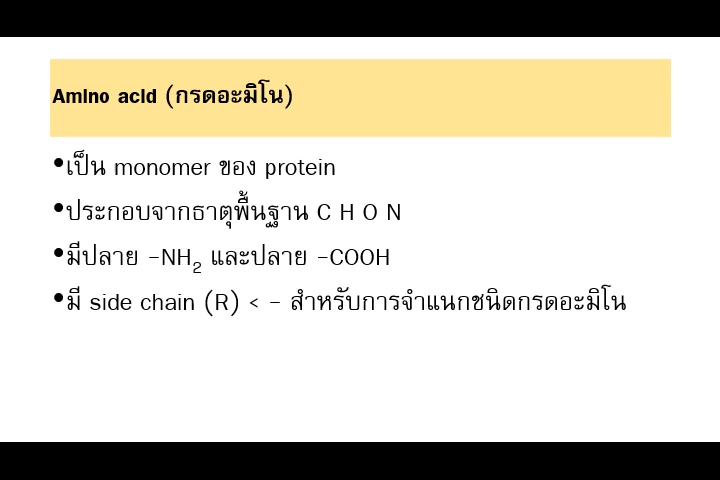 Amino acid (กรดอะมิโน)
•เป็น monomer ของ protein
•ประกอบจากธาตุพื้นฐาน C H O N
•มีปลาย -NH₂ และปลาย -COOH
•มี side chain (R) < - สำหรับการจำแนกชนิดกรดอะมิโน